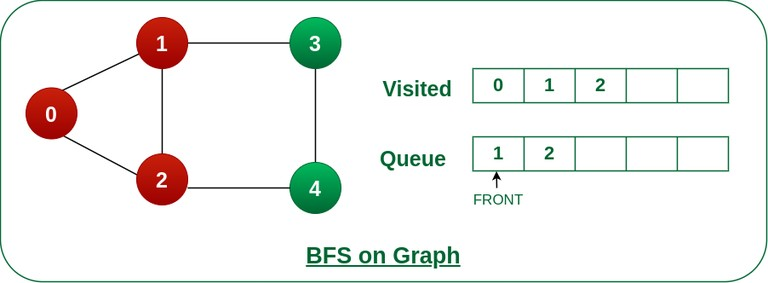 1
3
0
2
4
Visited 0 1 2
Queue 1 2
FRONT
BFS on Graph